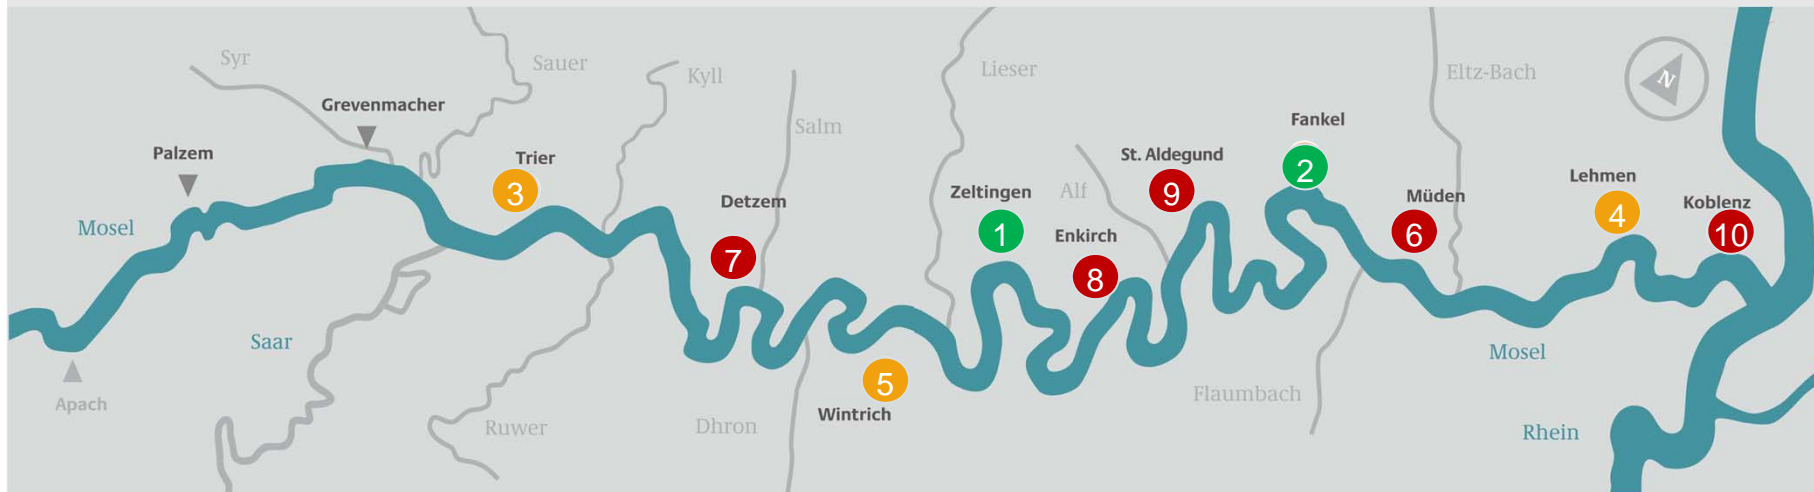 Syr
Sauer
Kyll
Lieser
Eltz-Bach
N
Grevenmacher
Fankel
Salm
Palzem
Trier
St. Aldegund
2
Lehmen
3
Detzem
Zeltingen
Alf
9
Müden
4
Koblenz
Mosel
1
Enkirch
6
10
7
8
Saar
Mosel
Apach
5
Wintrich
Flaumbach
Ruwer
Dhron
Rhein